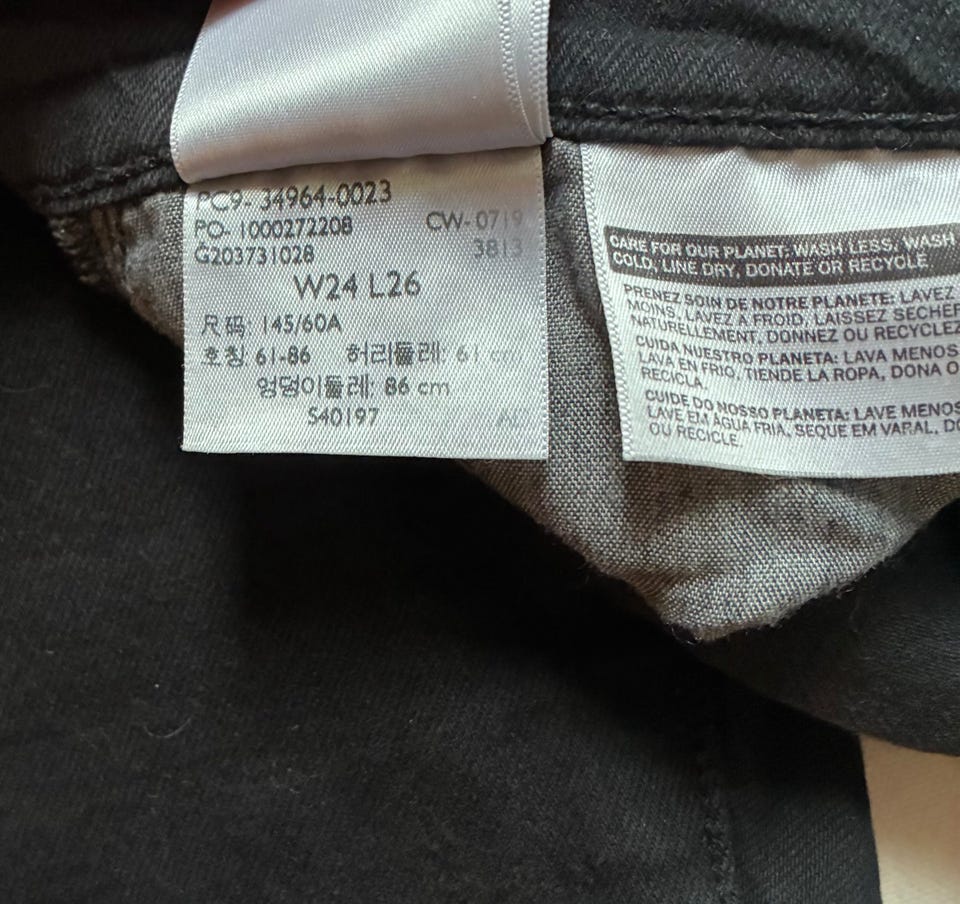 PC9- 34964-0023
PO- 1000272208 CW- 0719
G203731028 3813
W24 L26
尺码 145/60A
호칭 61-86 허리둘레: 61 cm
엉덩이둘레: 86 cm
S40197
CARE FOR OUR PLANET: WASH LESS, WASH
COLD, LINE DRY, DONATE OR RECYCLE
PRENEZ SOIN DE NOTRE PLANETE: LAVEZ
MOINS, LAVEZ A FROID, LAISSEZ SECHER
NATURELLEMENT, DONNEZ OU RECYCLEZ
CUIDA NUESTRO PLANETA: LAVA MENOS
LAVA EN FRIO, TIENDE LA ROPA, DONA O
RECICLA.
CUIDE DO NOSSO PLANETA: LAVE MENOS
LAVE EM AGUA FRIA, SEQUE EM VARAL,
OU RECICLE.